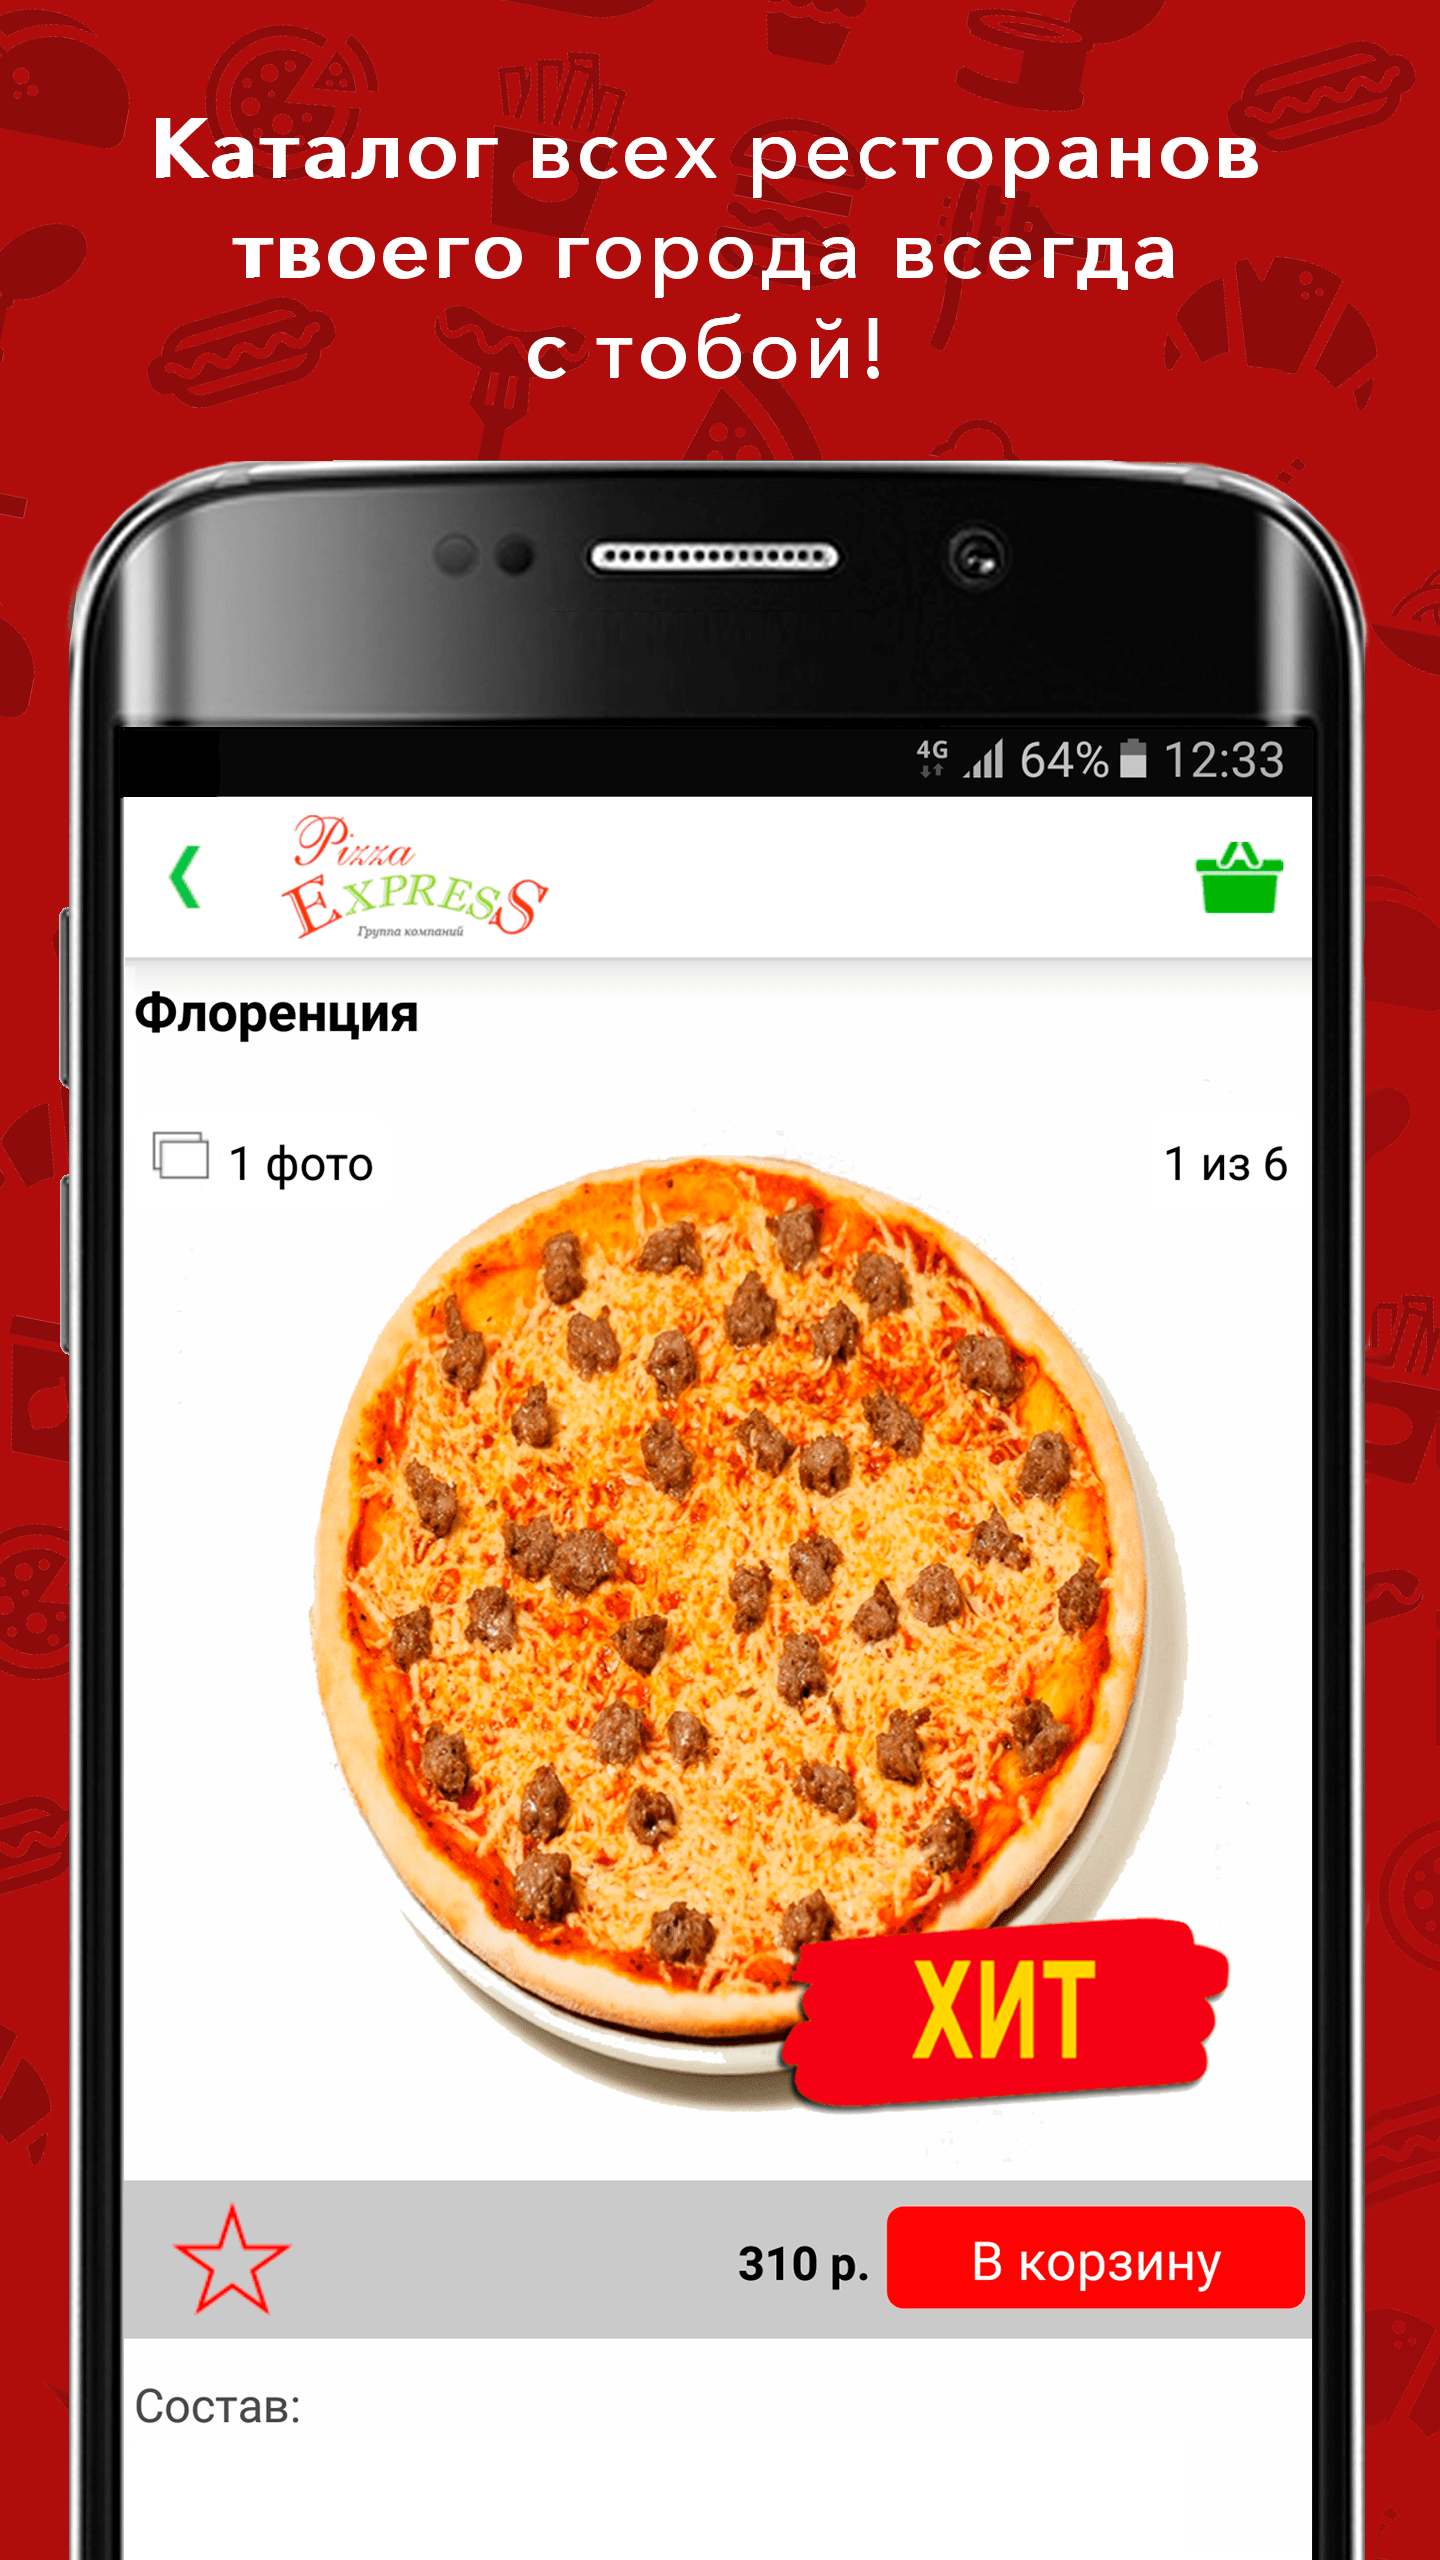 Каталог всех ресторанов
твоего города всегда
с тобой!
4G 64% 12:33
Pizza
EXPRESS
Группа компаний
Флоренция
1 фото 1 из 6
ХИТ
310 р. В корзину
Состав: